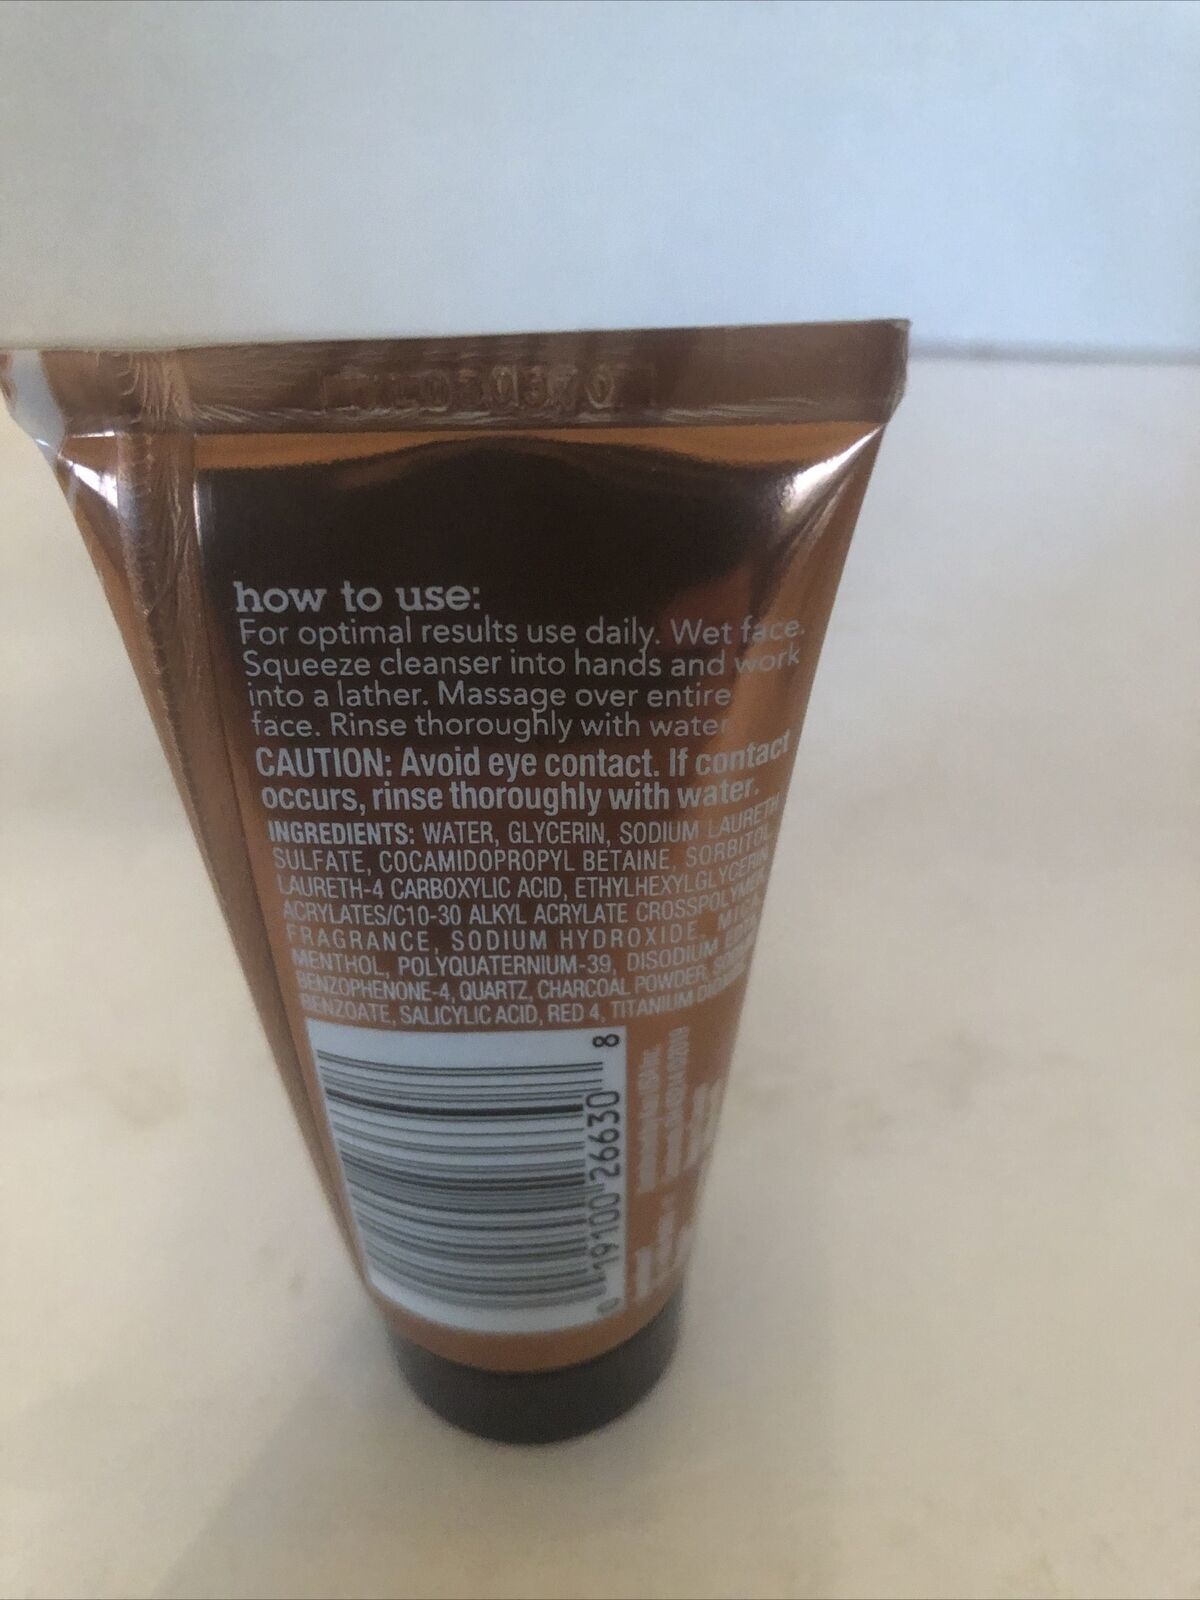 how to use:
For optimal results use daily. Wet face.
Squeeze cleanser into hands and work
into a lather. Massage over entire
face. Rinse thoroughly with water
CAUTION: Avoid eye contact. If contact
occurs, rinse thoroughly with water.
INGREDIENTS: WATER, GLYCERIN, SODIUM LAURETH
SULFATE, COCAMIDOPROPYL BETAINE, SORBITOL,
LAURETH-4 CARBOXYLIC ACID, ETHYLHEXYLGLYCERIN,
ACRYLATES/C10-30 ALKYL ACRYLATE CROSSPOLYMER,
FRAGRANCE, SODIUM HYDROXIDE, MICA,
MENTHOL, POLYQUATERNIUM-39, DISODIUM EDTA,
BENZOPHENONE-4, QUARTZ, CHARCOAL POWDER,
BENZOATE, SALICYLIC ACID, RED 4, TITANIUM
0 19100 26630 8